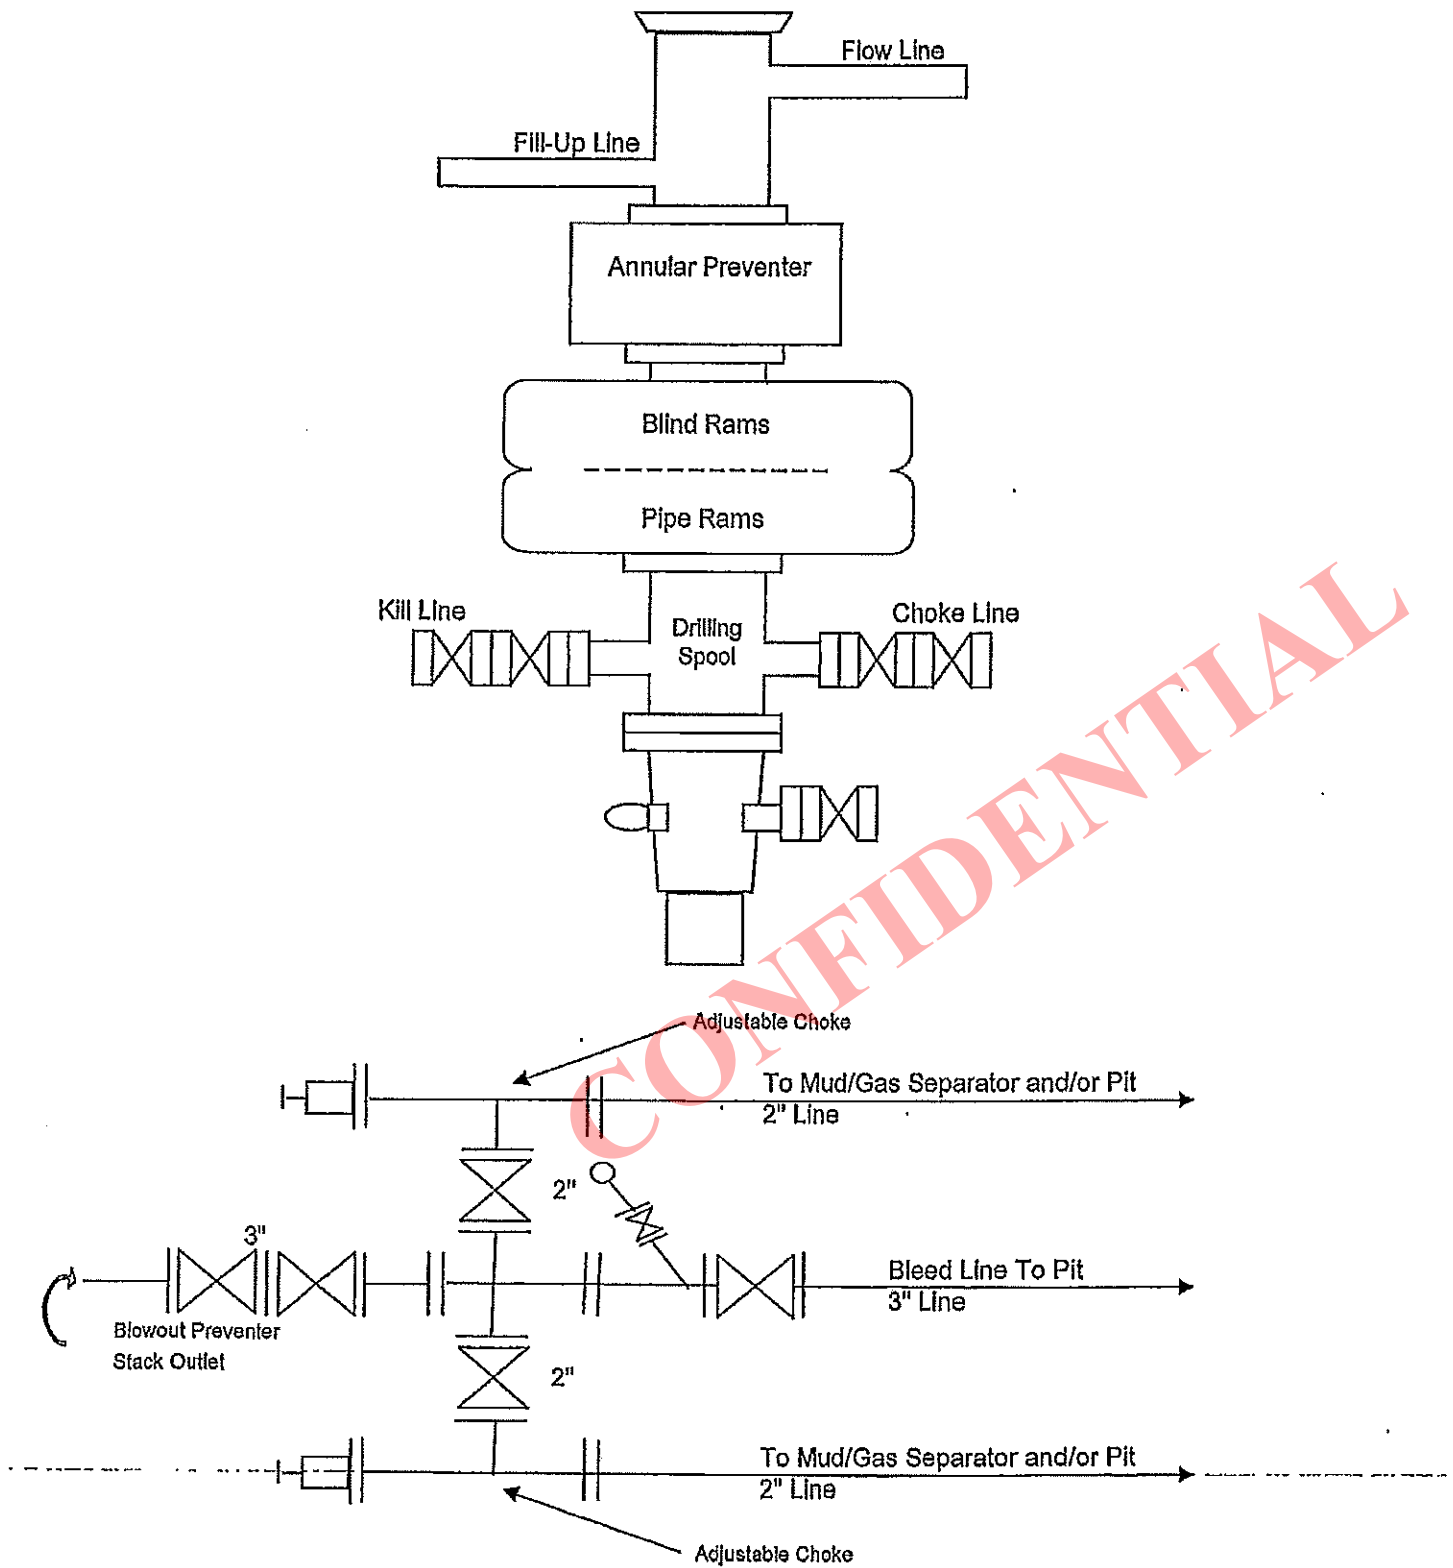 Flow Line
Fill-Up Line
Annular Preventer
Blind Rams
Pipe Rams
Kill Line
Choke Line
Drilling
Spool
CONFIDENTIAL
Adjustable Choke
To Mud/Gas Separator and/or Pit
2" Line
2"
3"
Bleed Line To Pit
3" Line
Blowout Preventer
Stack Outlet
2"
To Mud/Gas Separator and/or Pit
2" Line
Adjustable Choke